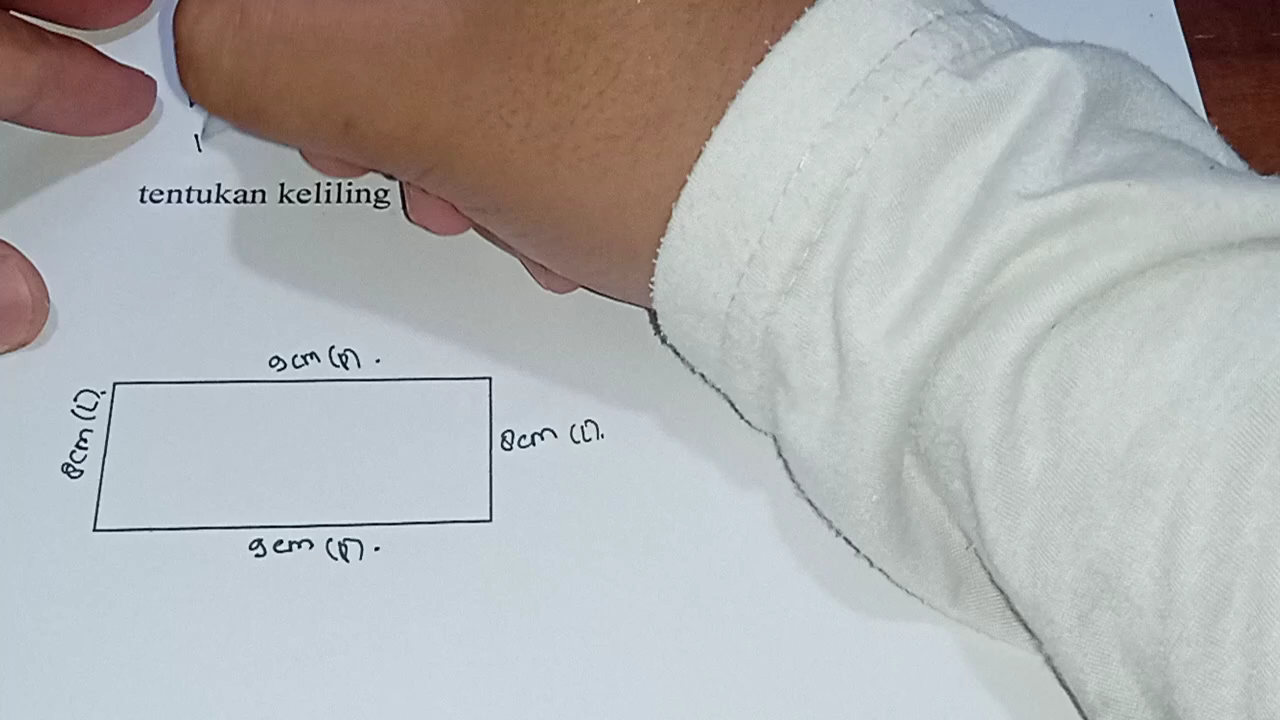 tentukan keliling
9cm (P).
8cm (L).
8cm (L).
9cm (P).